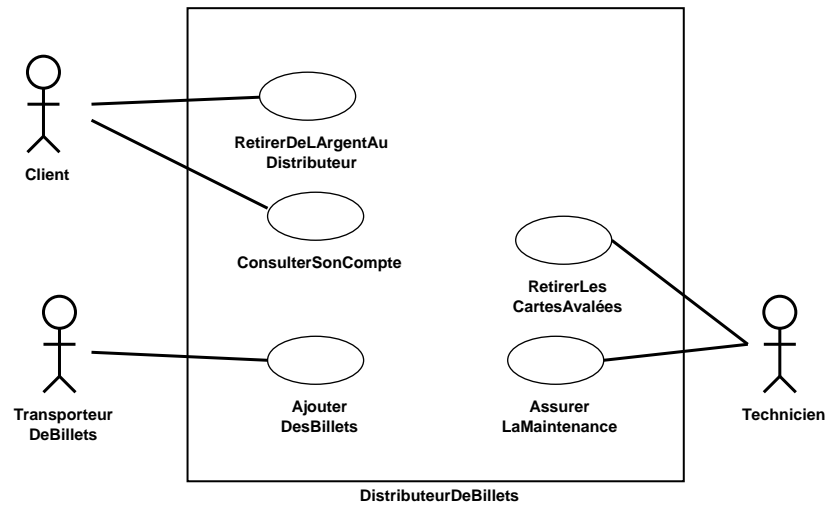 Client
RetirerDeLArgentAu
Distributeur
ConsulterSonCompte
RetirerLes
CartesAvalées
Transporteur
DeBillets
Ajouter
DesBillets
Assurer
LaMaintenance
Technicien
DistributeurDeBillets